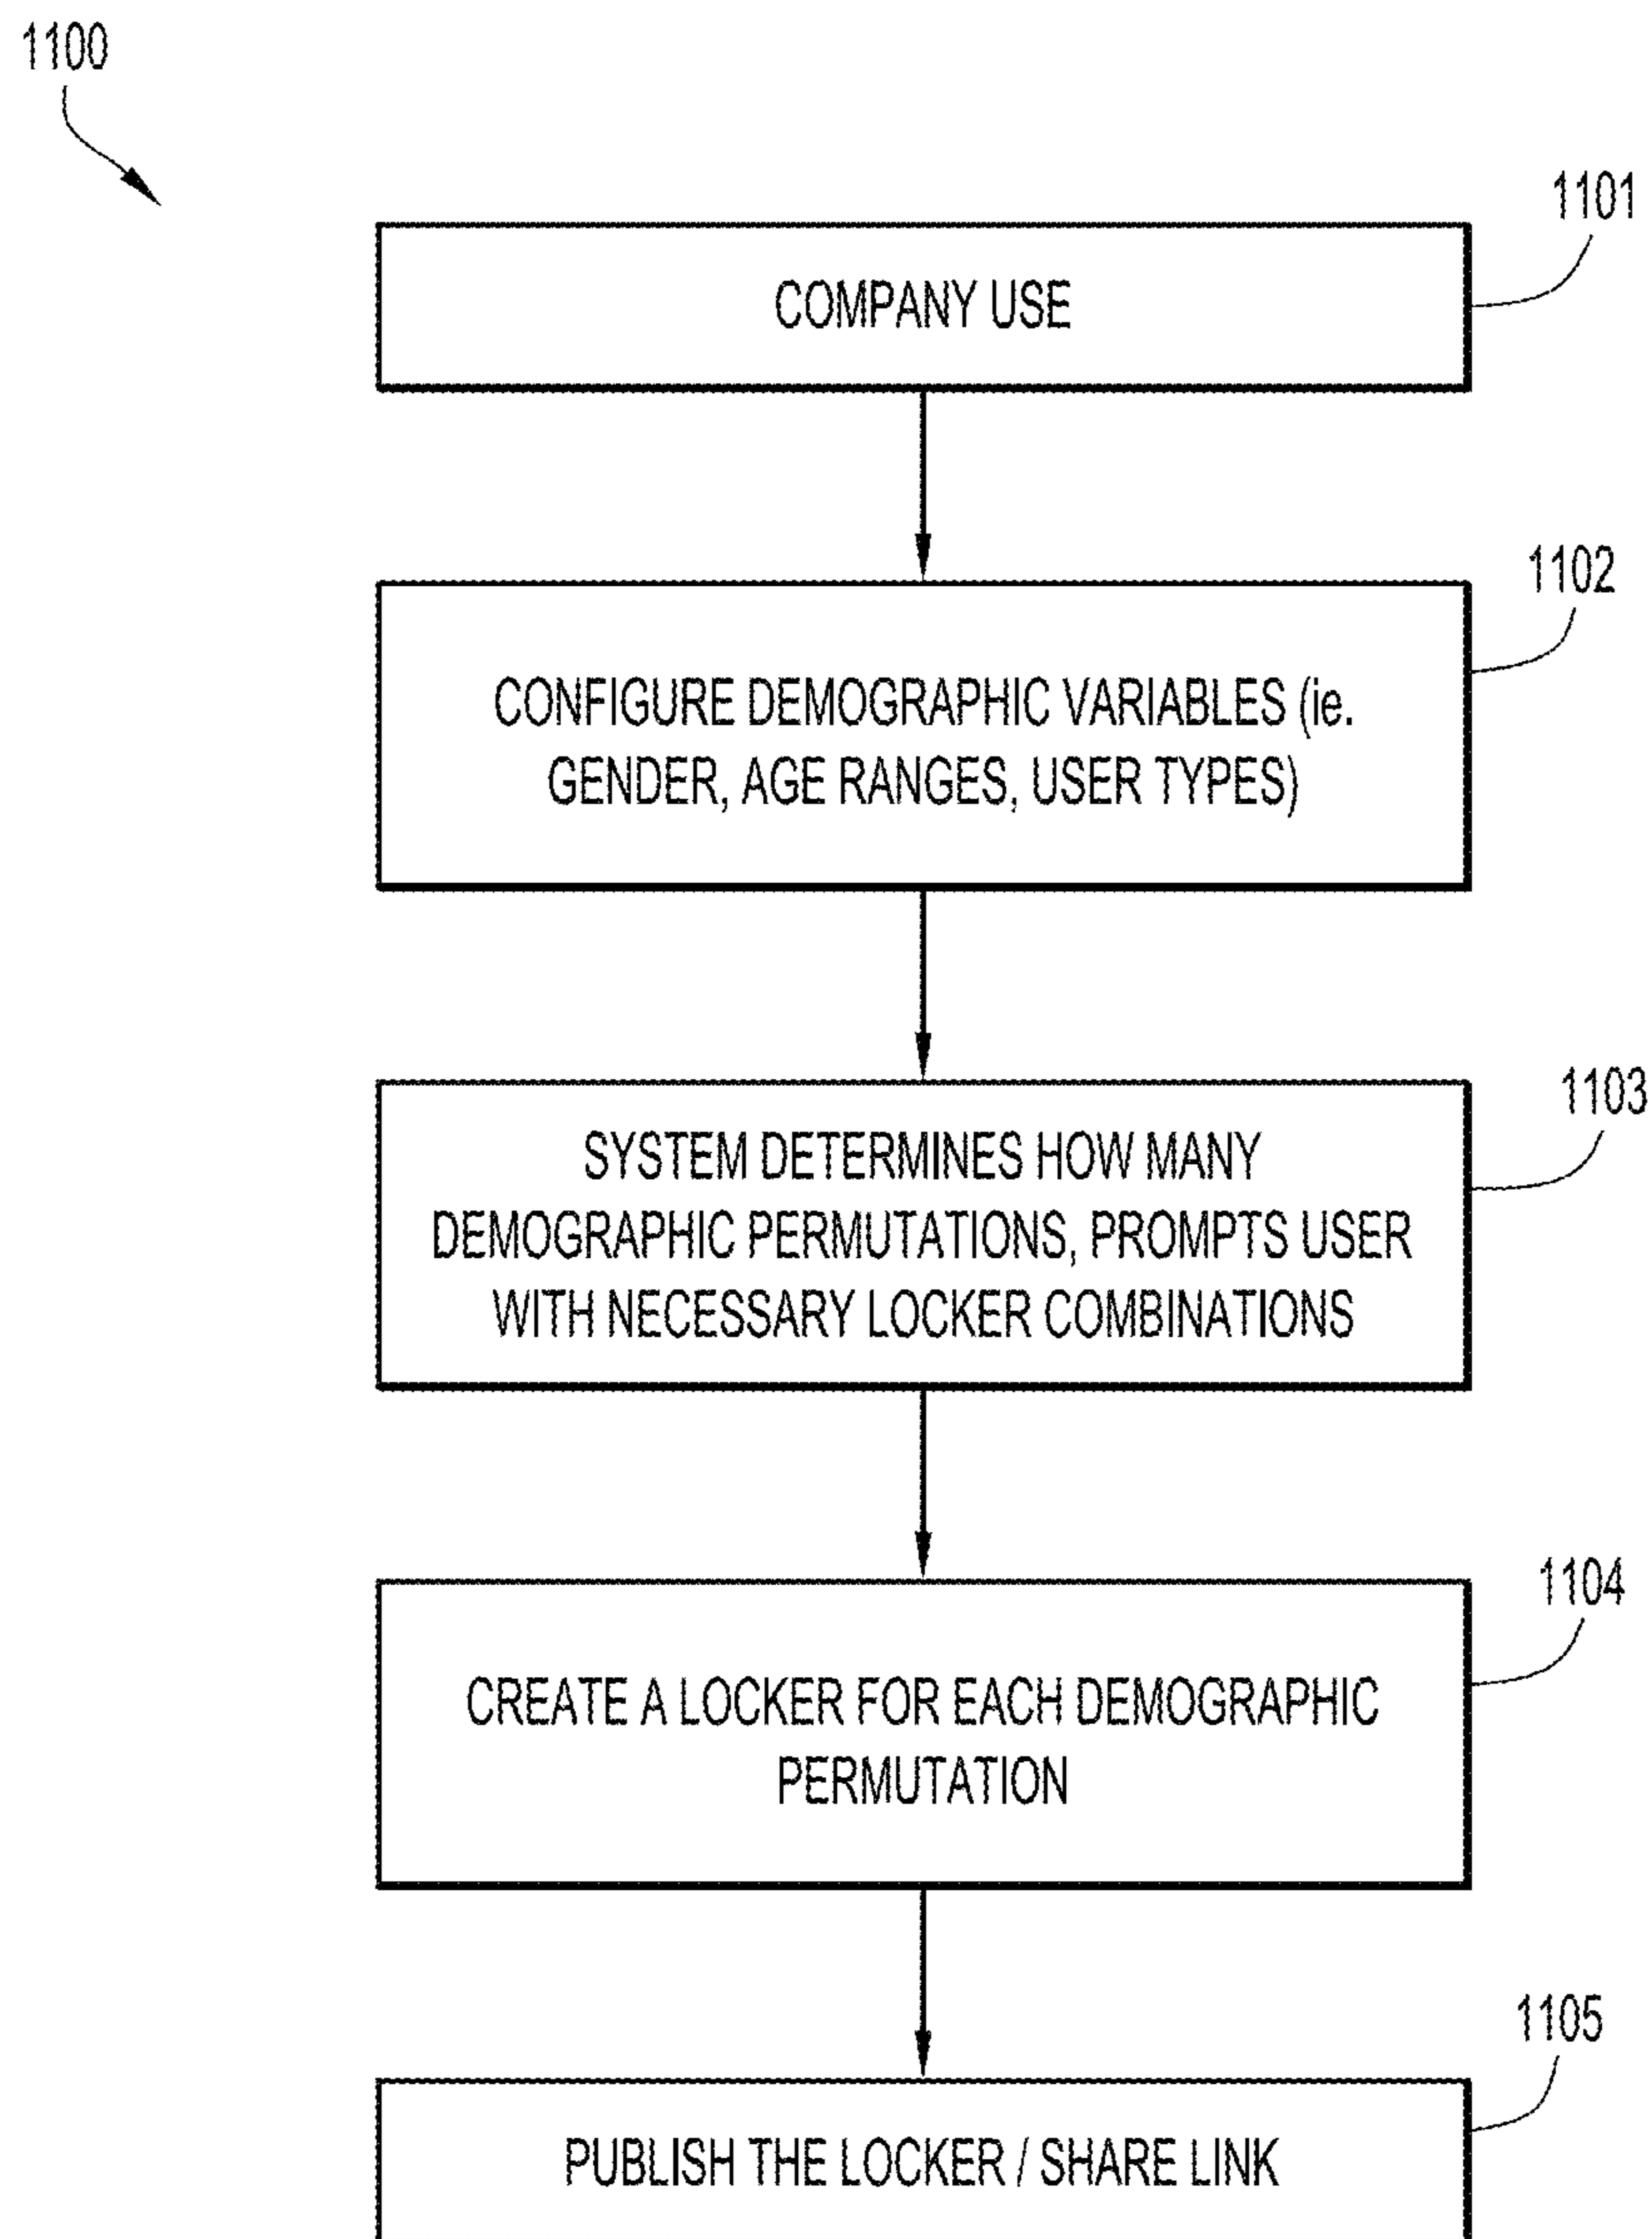 1100
1101
COMPANY USE
1102
CONFIGURE DEMOGRAPHIC VARIABLES (ie.
GENDER, AGE RANGES, USER TYPES)
1103
SYSTEM DETERMINES HOW MANY
DEMOGRAPHIC PERMUTATIONS, PROMPTS USER
WITH NECESSARY LOCKER COMBINATIONS
1104
CREATE A LOCKER FOR EACH DEMOGRAPHIC
PERMUTATION
1105
PUBLISH THE LOCKER / SHARE LINK